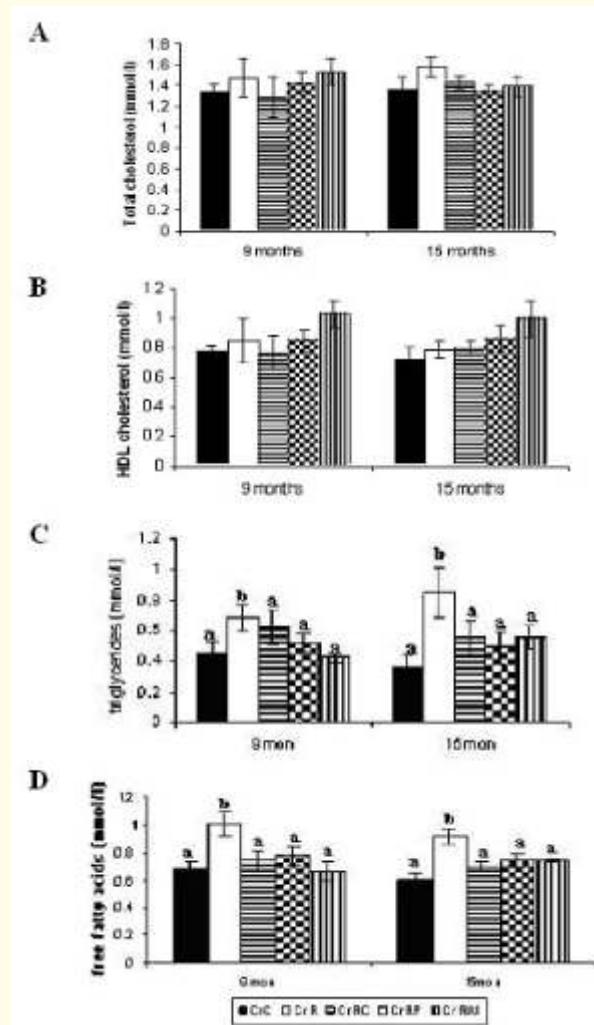 A
Total cholesterol (mmol/l)
1.8
1.6
1.4
1.2
1
0.8
0.6
0.4
0.2
0
9 months
15 months
B
HDL cholesterol (mmol/l)
1.2
1
0.8
0.6
0.4
0.2
0
9 months
15 months
C
triglycerides (mmol/l)
1.2
1
0.8
0.4
0.2
0
a b a a a
b a a a a
9 mon
15 mon
D
free fatty acids (mmol/l)
1.2
1
0.8
0.6
0.4
0.2
0
a b a a a
a b a a a
15 mon
CrC CrR CrRC CrRP